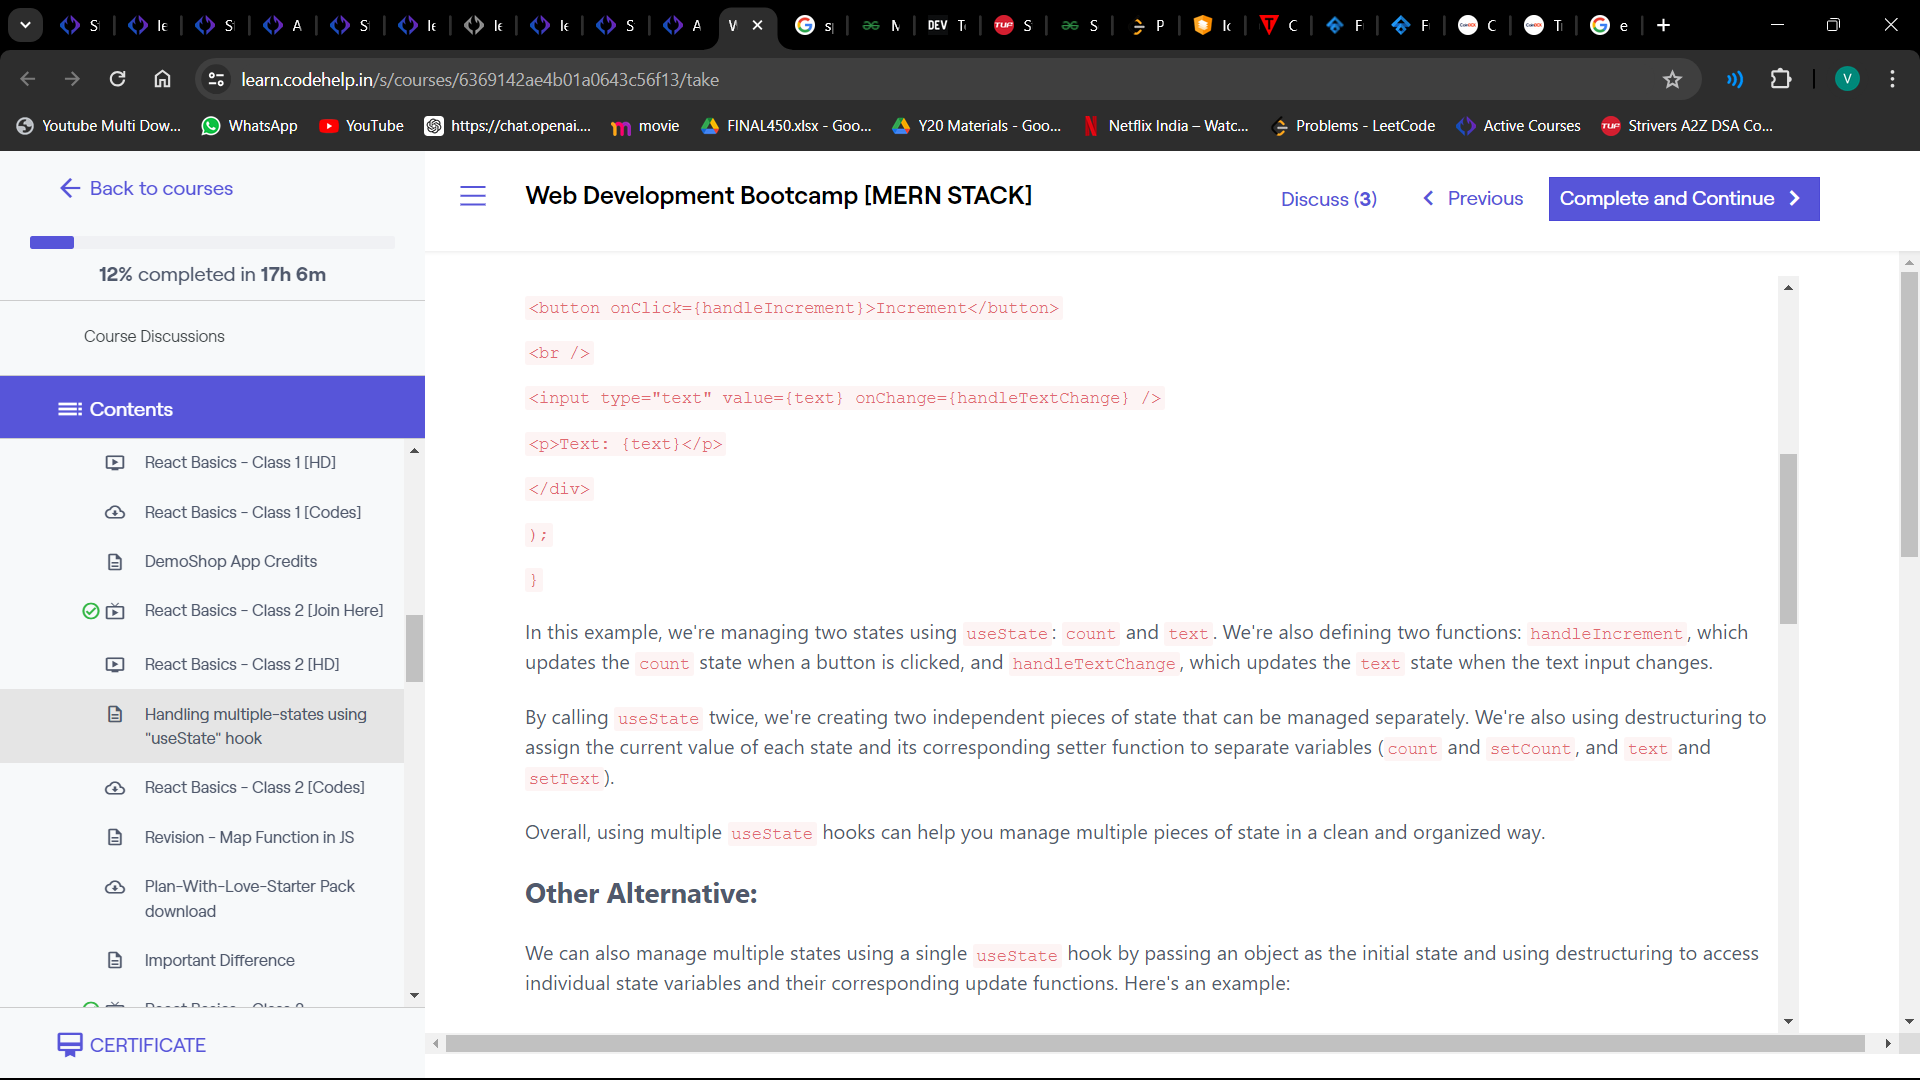 learn.codehelp.in/s/courses/6369142ae4b01a0643c56f13/take
V
Youtube Multi Dow...
WhatsApp
YouTube
https://chat.openai....
movie
FINAL450.xlsx - Goo...
Y20 Materials - Goo...
Netflix India – Watc...
Problems - LeetCode
Active Courses
Strivers A2Z DSA Co...
Back to courses
12% completed in 17h 6m
Course Discussions
Contents
React Basics - Class 1 [HD]
React Basics - Class 1 [Codes]
DemoShop App Credits
React Basics - Class 2 [Join Here]
React Basics - Class 2 [HD]
Handling multiple-states using
"useState" hook
React Basics - Class 2 [Codes]
Revision - Map Function in JS
Plan-With-Love-Starter Pack
download
Important Difference
CERTIFICATE
Web Development Bootcamp [MERN STACK]
Discuss (3)
Previous
Complete and Continue
<button onClick={handleIncrement}>Increment</button>
<br />
<input type="text" value={text} onChange={handleTextChange} />
<p>Text: {text}</p>
</div>
);
}
In this example, we're managing two states using useState: count and text. We're also defining two functions: handleIncrement, which
updates the count state when a button is clicked, and handleTextChange, which updates the text state when the text input changes.
By calling useState twice, we're creating two independent pieces of state that can be managed separately. We're also using destructuring to
assign the current value of each state and its corresponding setter function to separate variables (count and setCount, and text and
setText).
Overall, using multiple useState hooks can help you manage multiple pieces of state in a clean and organized way.
Other Alternative:
We can also manage multiple states using a single useState hook by passing an object as the initial state and using destructuring to access
individual state variables and their corresponding update functions. Here's an example: